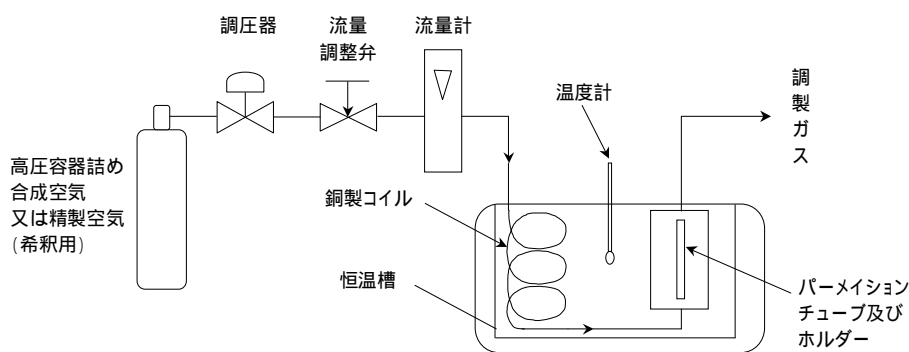 調圧器
流量
調整弁
流量計
温度計
調
製
ガ
ス
高圧容器詰め
合成空気
又は精製空気
(希釈用)
銅製コイル
恒温槽
パーメイション
チューブ及び
ホルダー